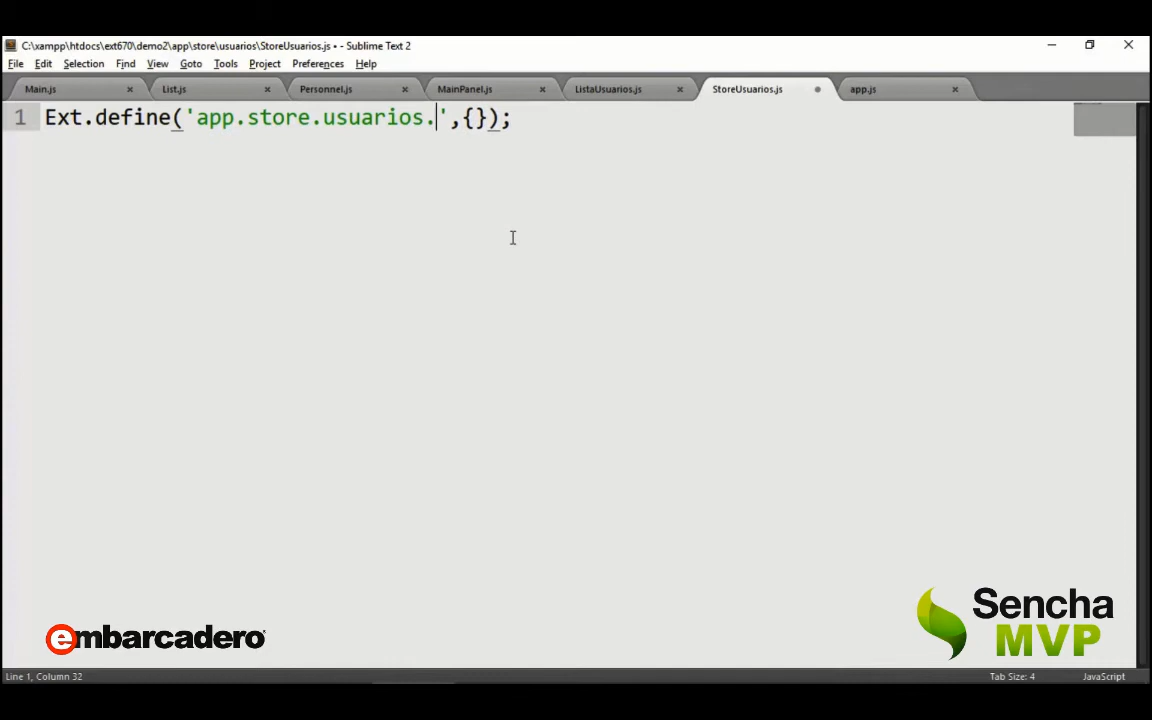 C:\xampp\htdocs\ext670\demo2\app\store\usuarios\StoreUsuarios.js • - Sublime Text 2
File Edit Selection Find View Goto Tools Project Preferences Help
Main.js List.js Personnel.js MainPanel.js ListaUsuarios.js StoreUsuarios.js app.js
1 Ext.define('app.store.usuarios.',{});
Sencha
embarcadero®
MVP
Line 1, Column 32 Tab Size: 4 JavaScript